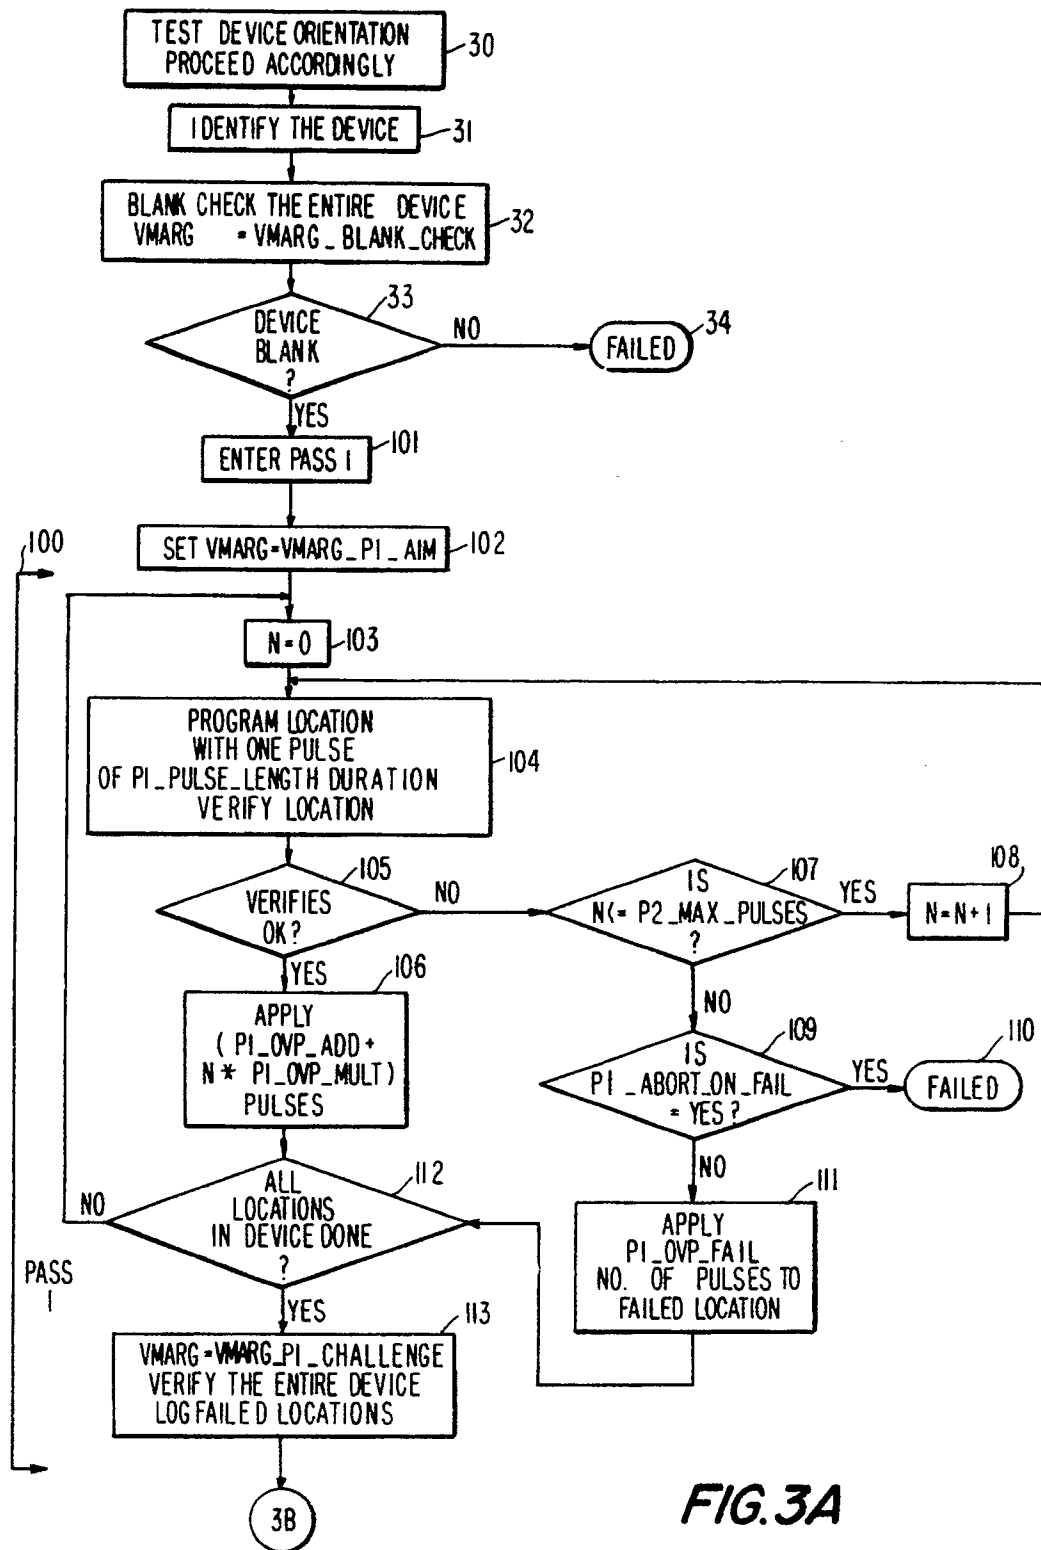 TEST DEVICE ORIENTATION
PROCEED ACCORDINGLY
30
IDENTIFY THE DEVICE
31
BLANK CHECK THE ENTIRE DEVICE
VMARG = VMARG_BLANK_CHECK
32
33
DEVICE
BLANK
?
NO
34
FAILED
YES
101
ENTER PASS 1
100
SET VMARG=VMARG_P1_AIM
102
N=0
103
PROGRAM LOCATION
WITH ONE PULSE
OF P1_PULSE_LENGTH DURATION
VERIFY LOCATION
104
105
VERIFIES
OK?
NO
107
IS
N<= P2_MAX_PULSES
?
YES
108
N=N+1
YES
106
APPLY
(P1_OVP_ADD+
N* P1_OVP_MULT)
PULSES
NO
109
IS
P1_ABORT_ON_FAIL
= YES?
YES
110
FAILED
NO
111
APPLY
P1_OVP_FAIL
NO. OF PULSES TO
FAILED LOCATION
112
ALL
LOCATIONS
IN DEVICE DONE
?
NO
PASS
1
YES
113
VMARG=VMARG_P1_CHALLENGE
VERIFY THE ENTIRE DEVICE
LOG FAILED LOCATIONS
3B
FIG. 3A